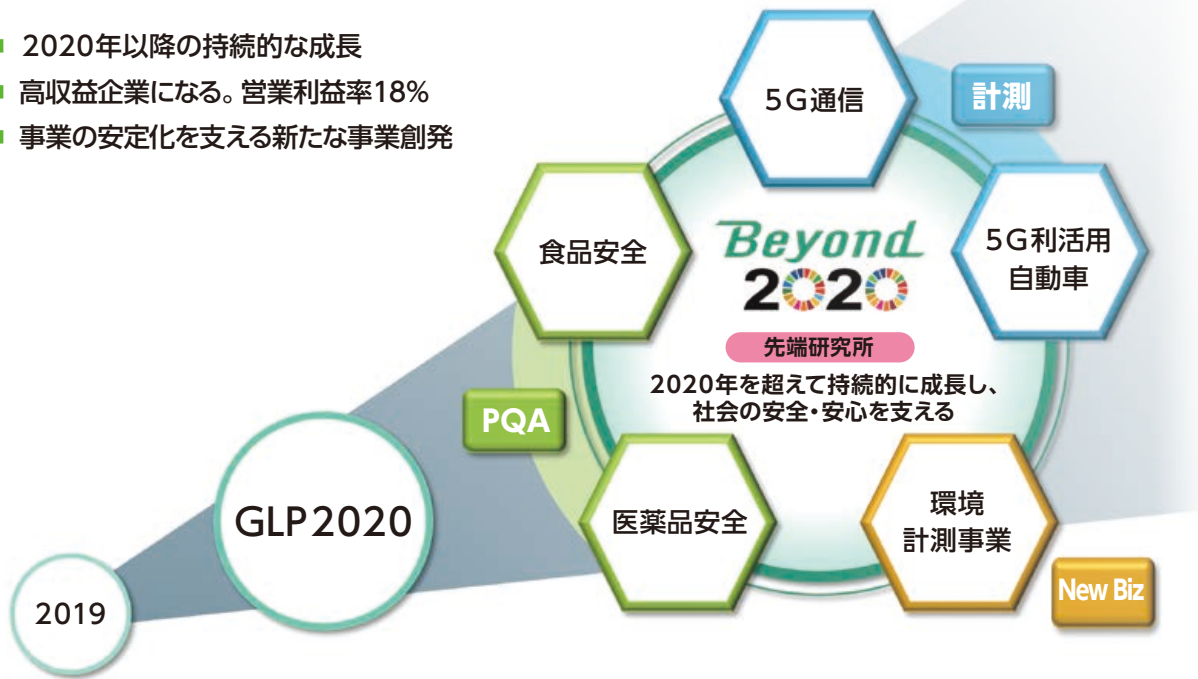 2020年以降の持続的な成長
高収益企業になる。営業利益率18%
事業の安定化を支える新たな事業創発
5G通信
計測
食品安全
5G利活用
自動車
Beyond
2020
先端研究所
2020年を超えて持続的に成長し、
社会の安全・安心を支える
PQA
GLP2020
医薬品安全
環境
計測事業
New Biz
2019